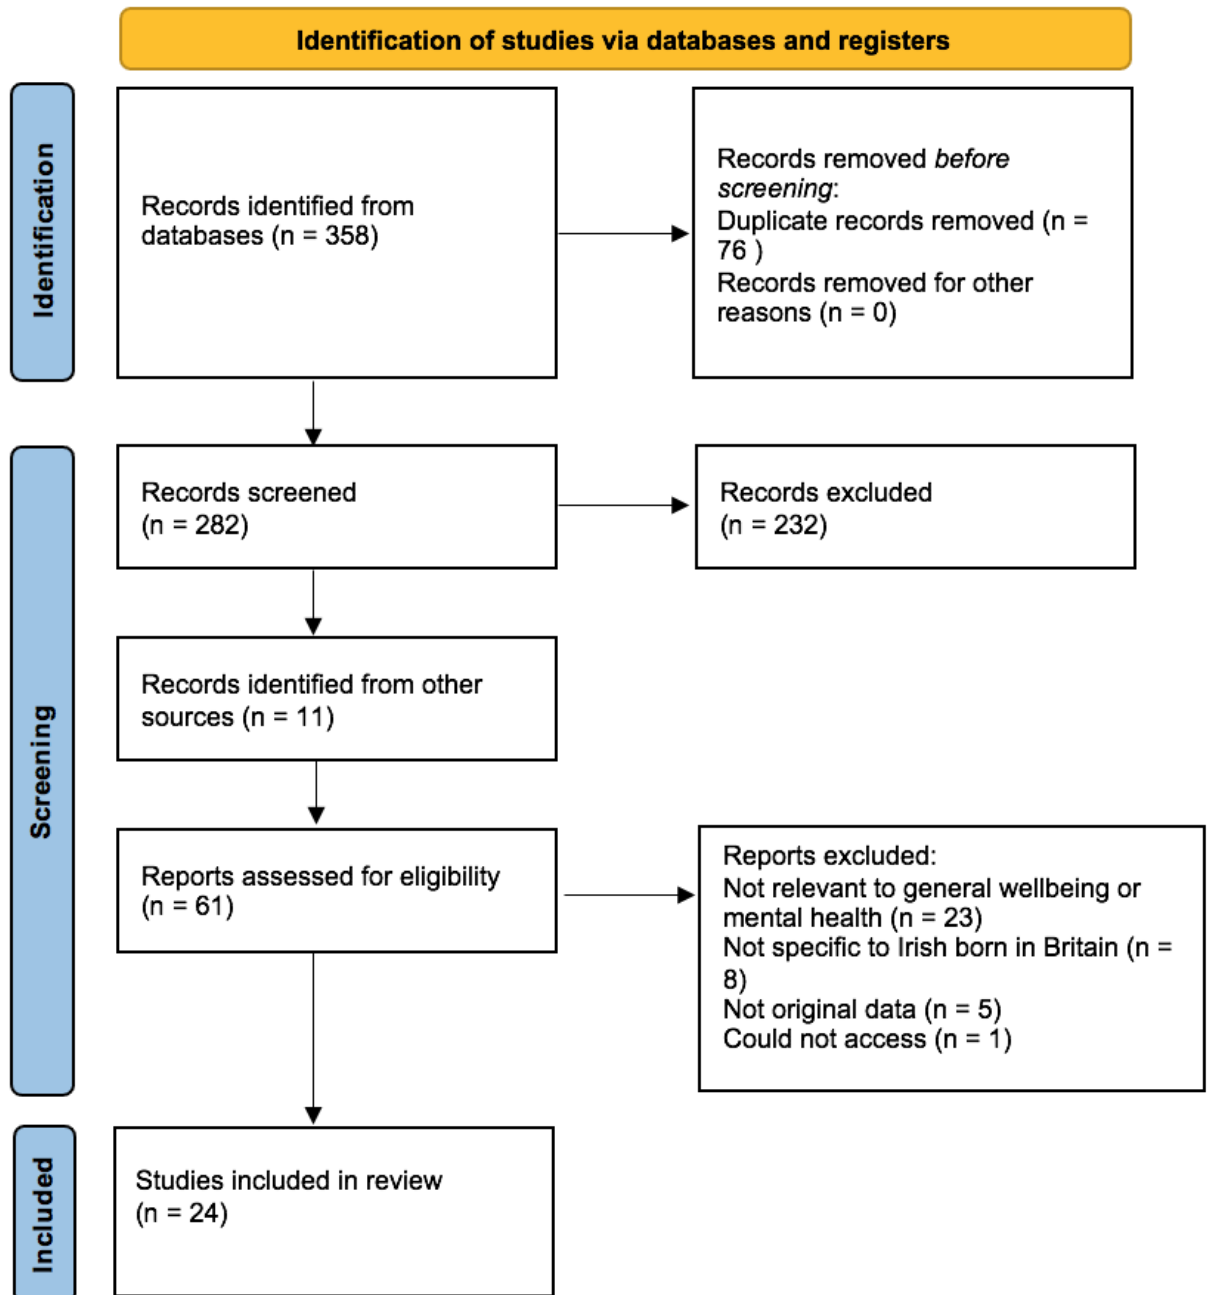 Identification of studies via databases and registers
Identification
Records identified from
databases (n = 358)
Records removed before
screening:
Duplicate records removed (n =
76 )
Records removed for other
reasons (n = 0)
Screening
Records screened
(n = 282)
Records excluded
(n = 232)
Records identified from other
sources (n = 11)
Reports assessed for eligibility
(n = 61)
Reports excluded:
Not relevant to general wellbeing or
mental health (n = 23)
Not specific to Irish born in Britain (n =
8)
Not original data (n = 5)
Could not access (n = 1)
Included
Studies included in review
(n = 24)